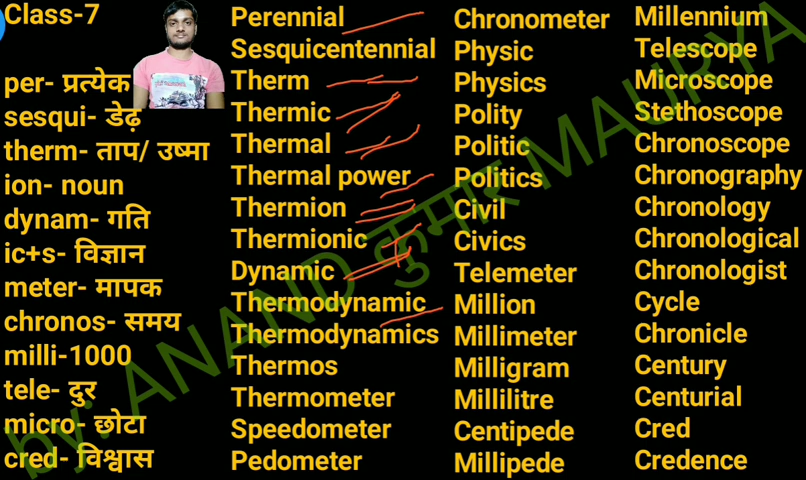 Class-7
per- प्रत्येक
sesqui- डेढ़
therm- ताप/ उष्मा
ion- noun
dynam- गति
ic+s- विज्ञान
meter- मापक
chronos- समय
milli-1000
tele- दुर
micro- छोटा
cred- विश्वास
Perennial
Sesquicentennial
Therm
Thermic
Thermal
Thermal power
Thermion
Thermionic
Dynamic
Thermodynamic
Thermodynamics
Thermos
Thermometer
Speedometer
Pedometer
Chronometer
Physic
Physics
Polity
Politic
Politics
Civil
Civics
Telemeter
Million
Millimeter
Milligram
Millilitre
Centipede
Millipede
Millennium
Telescope
Microscope
Stethoscope
Chronoscope
Chronography
Chronology
Chronological
Chronologist
Cycle
Chronicle
Century
Centurial
Cred
Credence
by: ANAND कुमार MAURYA